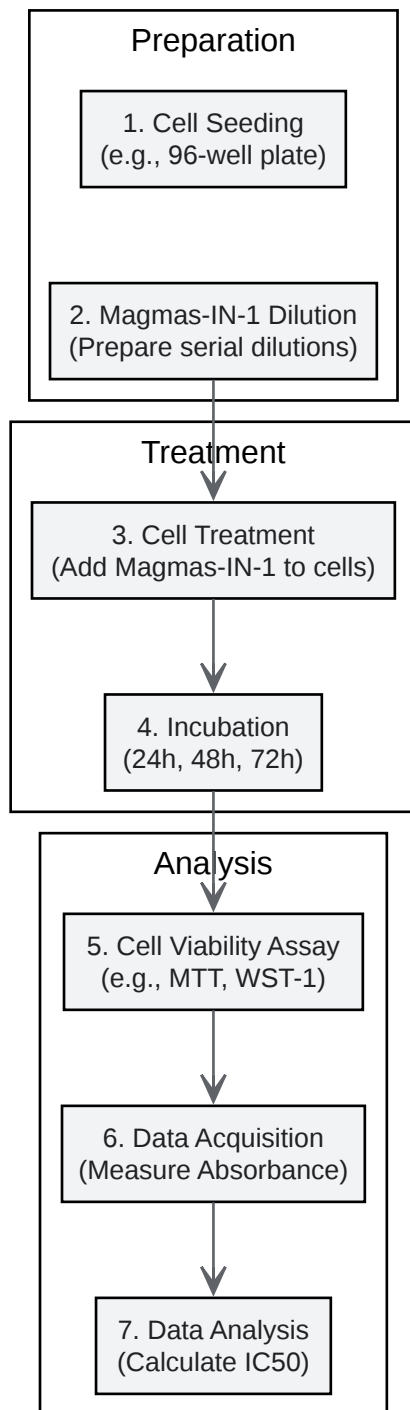 Preparation
1. Cell Seeding
(e.g., 96-well plate)
2. Magmas-IN-1 Dilution
(Prepare serial dilutions)
Treatment
3. Cell Treatment
(Add Magmas-IN-1 to cells)
4. Incubation
(24h, 48h, 72h)
Analysis
5. Cell Viability Assay
(e.g., MTT, WST-1)
6. Data Acquisition
(Measure Absorbance)
7. Data Analysis
(Calculate IC50)